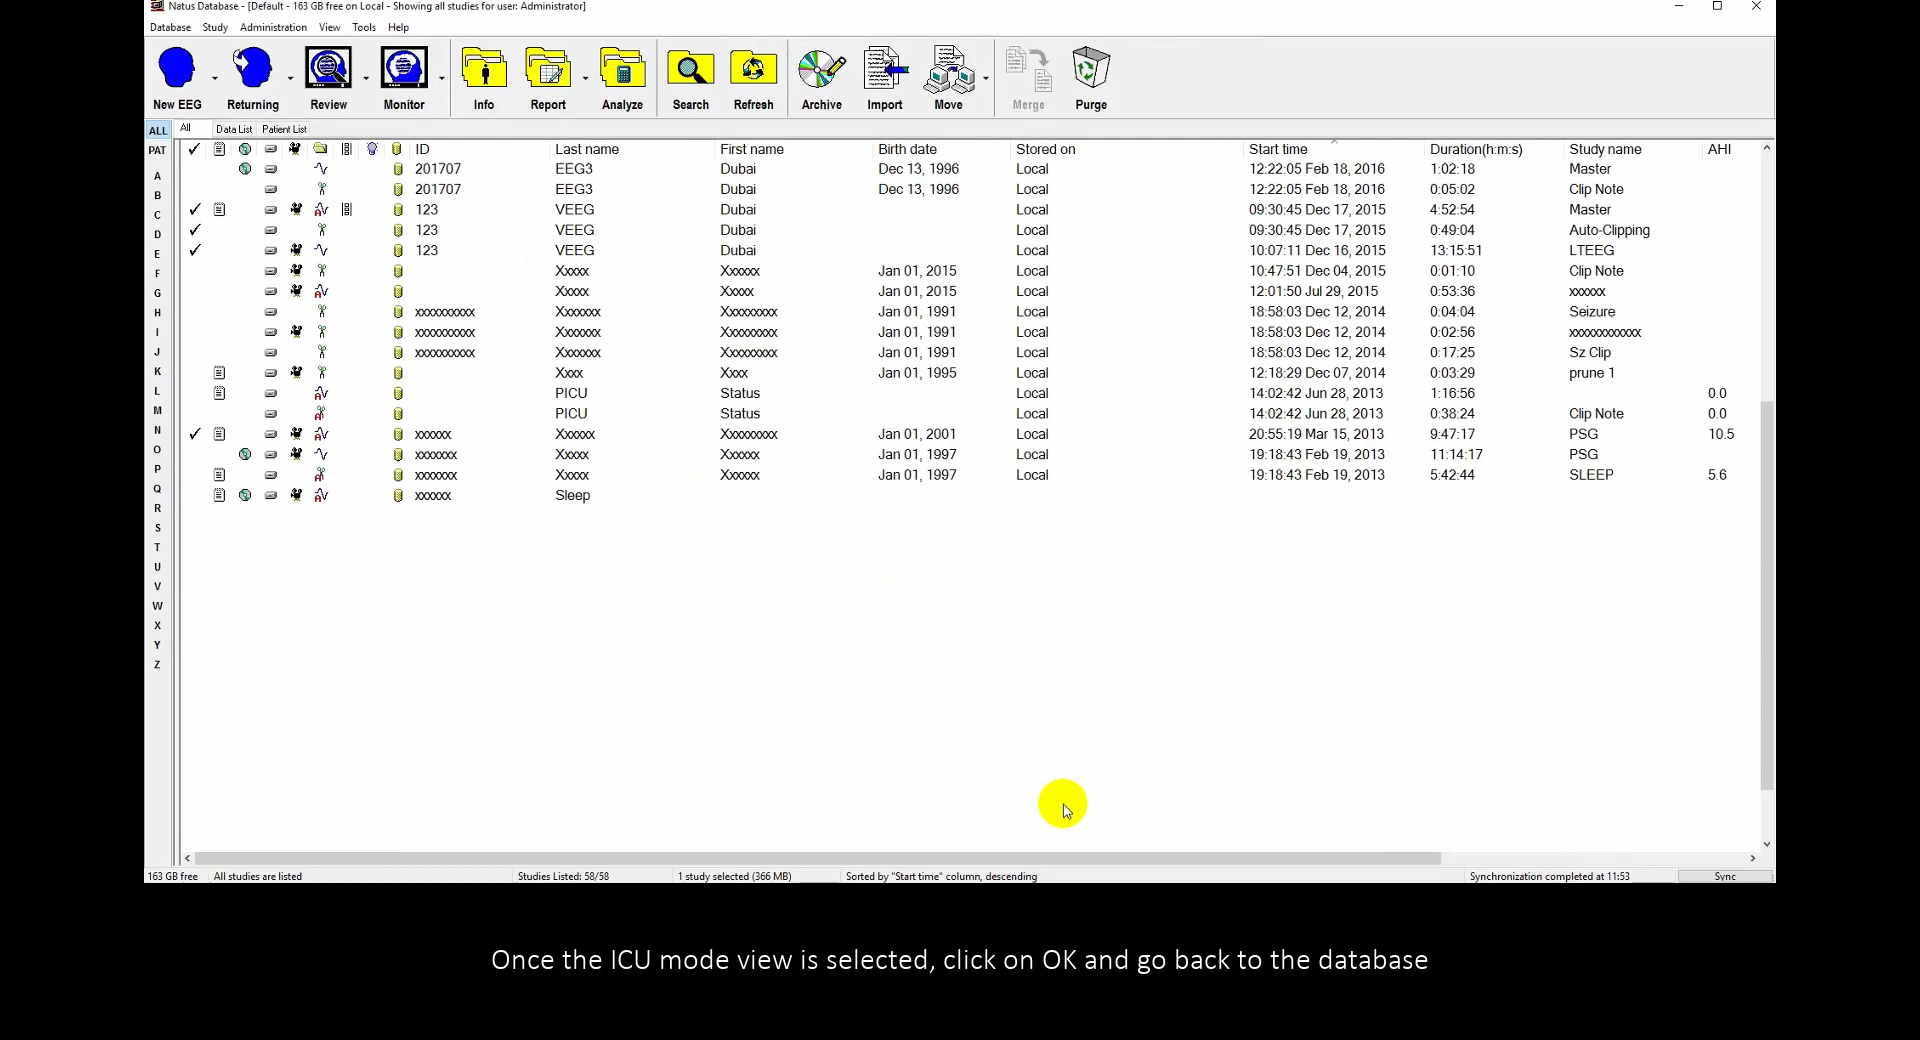 Natus Database - [Default - 163 GB free on Local - Showing all studies for user: Administrator]
Database Study Administration View Tools Help
New EEG Returning Review Monitor Info Report Analyze Search Refresh Archive Import Move Merge Purge
ALL All Data List Patient List
PAT ID Last name First name Birth date Stored on Start time Duration(h:m:s) Study name AHI
201707 EEG3 Dubai Dec 13, 1996 Local 12:22:05 Feb 18, 2016 1:02:18 Master
A 201707 EEG3 Dubai Dec 13, 1996 Local 12:22:05 Feb 18, 2016 0:05:02 Clip Note
B
C 123 VEEG Dubai Local 09:30:45 Dec 17, 2015 4:52:54 Master
D 123 VEEG Dubai Local 09:30:45 Dec 17, 2015 0:49:04 Auto-Clipping
E 123 VEEG Dubai Local 10:07:11 Dec 16, 2015 13:15:51 LTEEG
F Xxxxx Xxxxxx Jan 01, 2015 Local 10:47:51 Dec 04, 2015 0:01:10 Clip Note
G Xxxxx Xxxxx Jan 01, 2015 Local 12:01:50 Jul 29, 2015 0:53:36 xxxxxx
H xxxxxxxxxx Xxxxxxx Xxxxxxxxx Jan 01, 1991 Local 18:58:03 Dec 12, 2014 0:04:04 Seizure
I xxxxxxxxxx Xxxxxxx Xxxxxxxxx Jan 01, 1991 Local 18:58:03 Dec 12, 2014 0:02:56 xxxxxxxxxxxx
J xxxxxxxxxx Xxxxxxx Xxxxxxxxx Jan 01, 1991 Local 18:58:03 Dec 12, 2014 0:17:25 Sz Clip
K Xxxx Xxxx Jan 01, 1995 Local 12:18:29 Dec 07, 2014 0:03:29 prune 1
L PICU Status Local 14:02:42 Jun 28, 2013 1:16:56 0.0
M PICU Status Local 14:02:42 Jun 28, 2013 0:38:24 Clip Note 0.0
N xxxxxx Xxxxxx Xxxxxxxxx Jan 01, 2001 Local 20:55:19 Mar 15, 2013 9:47:17 PSG 10.5
O xxxxxxx Xxxxx Xxxxxx Jan 01, 1997 Local 19:18:43 Feb 19, 2013 11:14:17 PSG
P xxxxxxx Xxxxx Xxxxxx Jan 01, 1997 Local 19:18:43 Feb 19, 2013 5:42:44 SLEEP 5.6
Q xxxxxx Sleep
R
S
T
U
V
W
X
Y
Z
163 GB free All studies are listed Studies Listed: 58/58 1 study selected (366 MB) Sorted by "Start time" column, descending Synchronization completed at 11:53 Sync
Once the ICU mode view is selected, click on OK and go back to the database